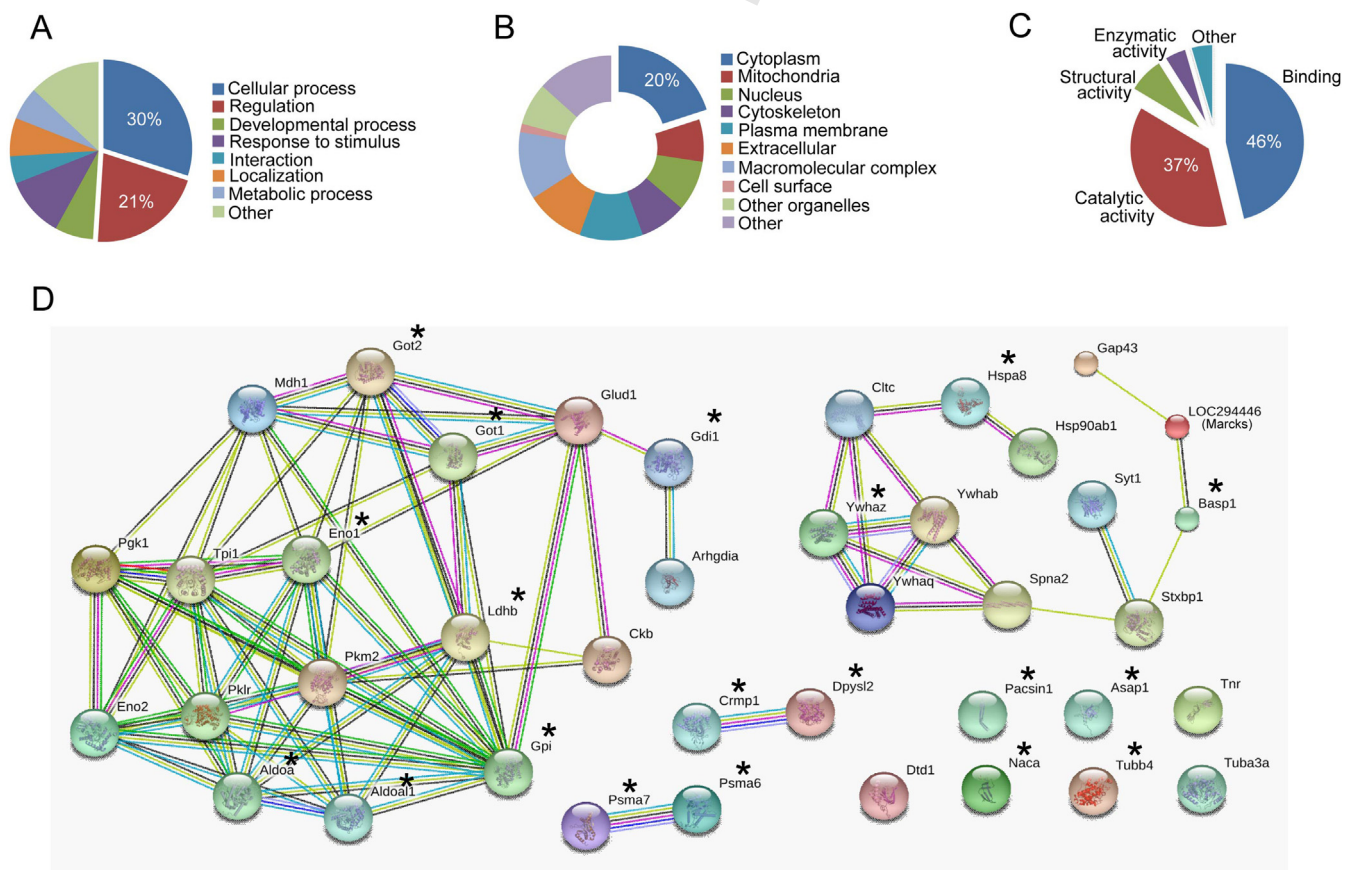 A
B
C
30%
21%
Cellular process
Regulation
Developmental process
Response to stimulus
Interaction
Localization
Metabolic process
Other
20%
Cytoplasm
Mitochondria
Nucleus
Cytoskeleton
Plasma membrane
Extracellular
Macromolecular complex
Cell surface
Other organelles
Other
Enzymatic
activity
Other
Structural
activity
Binding
46%
37%
Catalytic
activity
D
*
Got2
Mdh1
Glud1
*
Got1
*
Gdi1
*
Eno1
Pgk1
Tpi1
Arhgdia
*
Ldhb
Ckb
Pkm2
Pklr
Eno2
*
Gpi
*
Aldoa
*
Aldoal1
*
Crmp1
*
Dpysl2
*
Psma7
*
Psma6
Cltc
*
Hspa8
Hsp90ab1
Gap43
LOC294446
(Marcks)
*
Basp1
Syt1
*
Ywhaz
Ywhab
Ywhaq
Spna2
Stxbp1
*
Pacsin1
*
Asap1
Tnr
Dtd1
*
Naca
*
Tubb4
Tuba3a